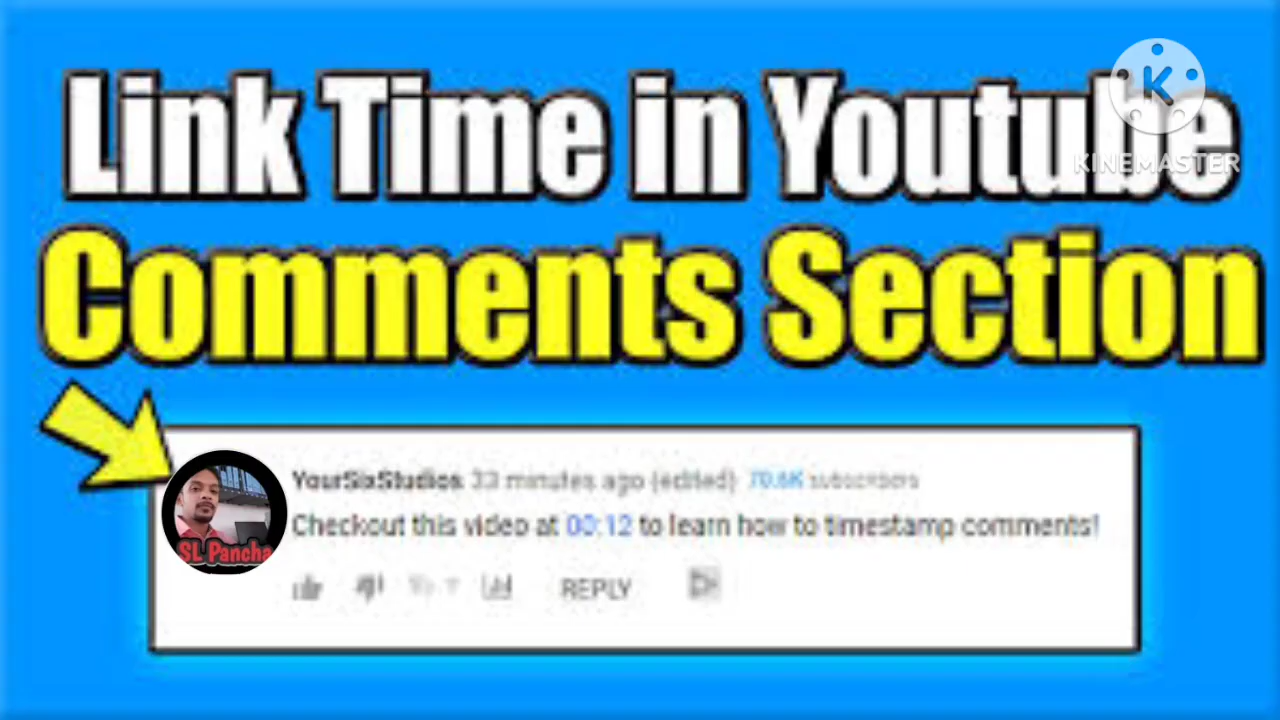 Link Time in Youtube
K
KINEMASTER
Comments Section
YourSixStudios 33 minutes ago (edited) 70.6K subscribers
Checkout this video at 00:12 to learn how to timestamp comments!
SL Pancha
REPLY